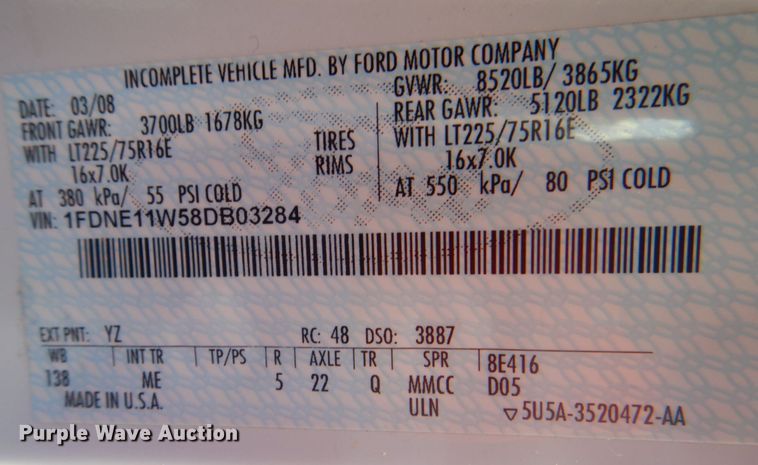 INCOMPLETE VEHICLE MFD. BY FORD MOTOR COMPANY
DATE: 03/08
GVWR: 8520LB/ 3865KG
FRONT GAWR: 3700LB 1678KG
REAR GAWR: 5120LB 2322KG
WITH LT225/75R16E TIRES WITH LT225/75R16E
16x7.0K RIMS 16x7.0K
AT 380 kPa/ 55 PSI COLD AT 550 kPa/ 80 PSI COLD
VIN: 1FDNE11W58DB03284
EXT PNT: YZ RC: 48 DSO: 3887
WB INT TR TP/PS R AXLE TR SPR 8E416
138 ME 5 22 Q MMCC D05
MADE IN U.S.A. ULN ▽5U5A-3520472-AA
Purple Wave Auction